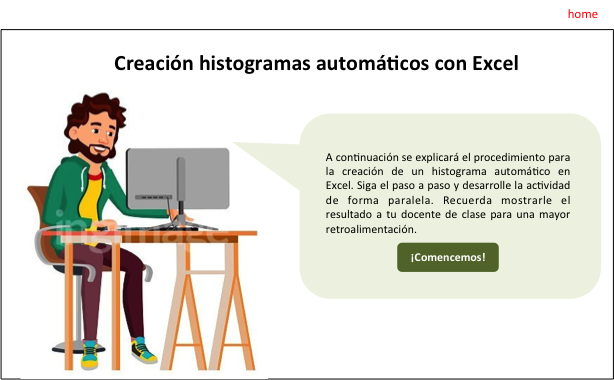 home
Creación histogramas automáticos con Excel
A continuación se explicará el procedimiento para
la creación de un histograma automático en
Excel. Siga el paso a paso y desarrolle la actividad
de forma paralela. Recuerda mostrarle el
resultado a tu docente de clase para una mayor
retroalimentación.
¡Comencemos!